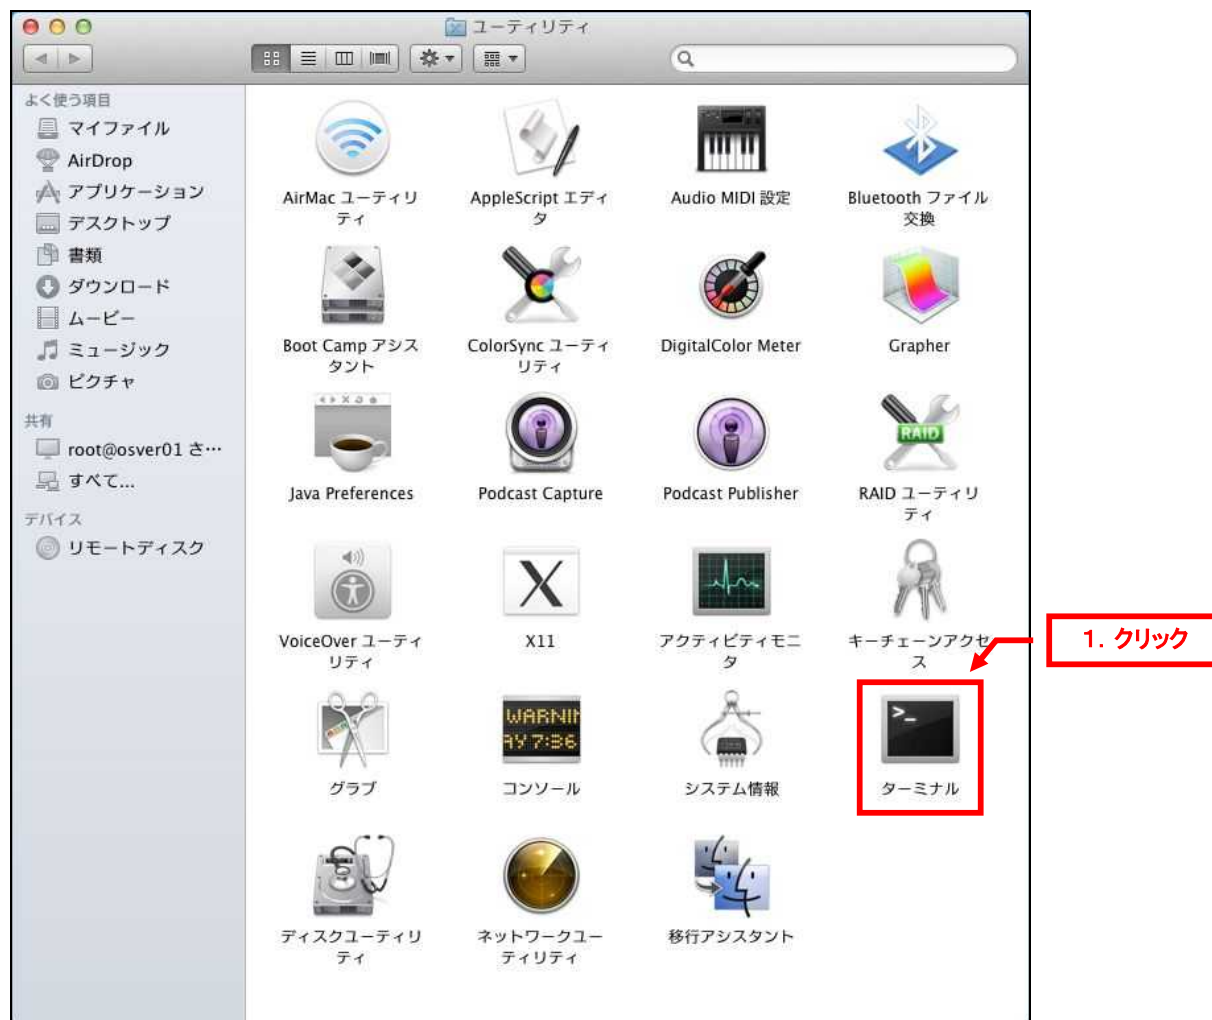 ユーティリティ
よく使う項目
マイファイル
AirDrop
アプリケーション
デスクトップ
書類
ダウンロード
ムービー
ミュージック
ピクチャ
共有
root@osver01 さ…
すべて...
デバイス
リモートディスク
AirMac ユーティリ
ティ
AppleScript エディ
タ
Audio MIDI 設定
Bluetooth ファイル
交換
Boot Camp アシス
タント
ColorSync ユーティ
リティ
DigitalColor Meter
Grapher
Java Preferences
Podcast Capture
Podcast Publisher
RAID
RAID ユーティリ
ティ
VoiceOver ユーティ
リティ
X11
アクティビティモニ
タ
キーチェーンアクセ
ス
1. クリック
グラブ
WARNIN
AY 7:36
コンソール
システム情報
>_
ターミナル
ディスクユーティリ
ティ
ネットワークユー
ティリティ
移行アシスタント